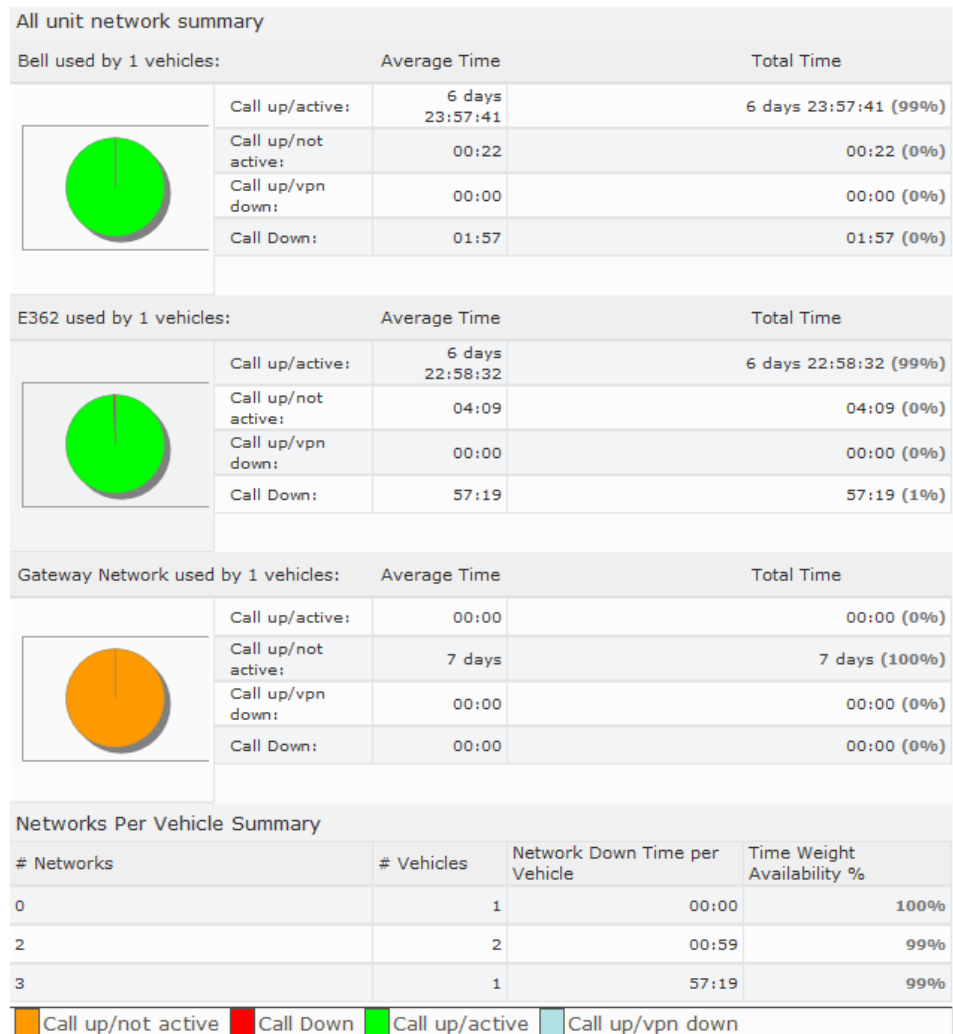 All unit network summary
Bell used by 1 vehicles: Average Time Total Time
Call up/active: 6 days 23:57:41 6 days 23:57:41 (99%)
Call up/not active: 00:22 00:22 (0%)
Call up/vpn down: 00:00 00:00 (0%)
Call Down: 01:57 01:57 (0%)
E362 used by 1 vehicles: Average Time Total Time
Call up/active: 6 days 22:58:32 6 days 22:58:32 (99%)
Call up/not active: 04:09 04:09 (0%)
Call up/vpn down: 00:00 00:00 (0%)
Call Down: 57:19 57:19 (1%)
Gateway Network used by 1 vehicles: Average Time Total Time
Call up/active: 00:00 00:00 (0%)
Call up/not active: 7 days 7 days (100%)
Call up/vpn down: 00:00 00:00 (0%)
Call Down: 00:00 00:00 (0%)
Networks Per Vehicle Summary
# Networks # Vehicles Network Down Time per Vehicle Time Weight Availability %
0 1 00:00 100%
2 2 00:59 99%
3 1 57:19 99%
Call up/not active Call Down Call up/active Call up/vpn down